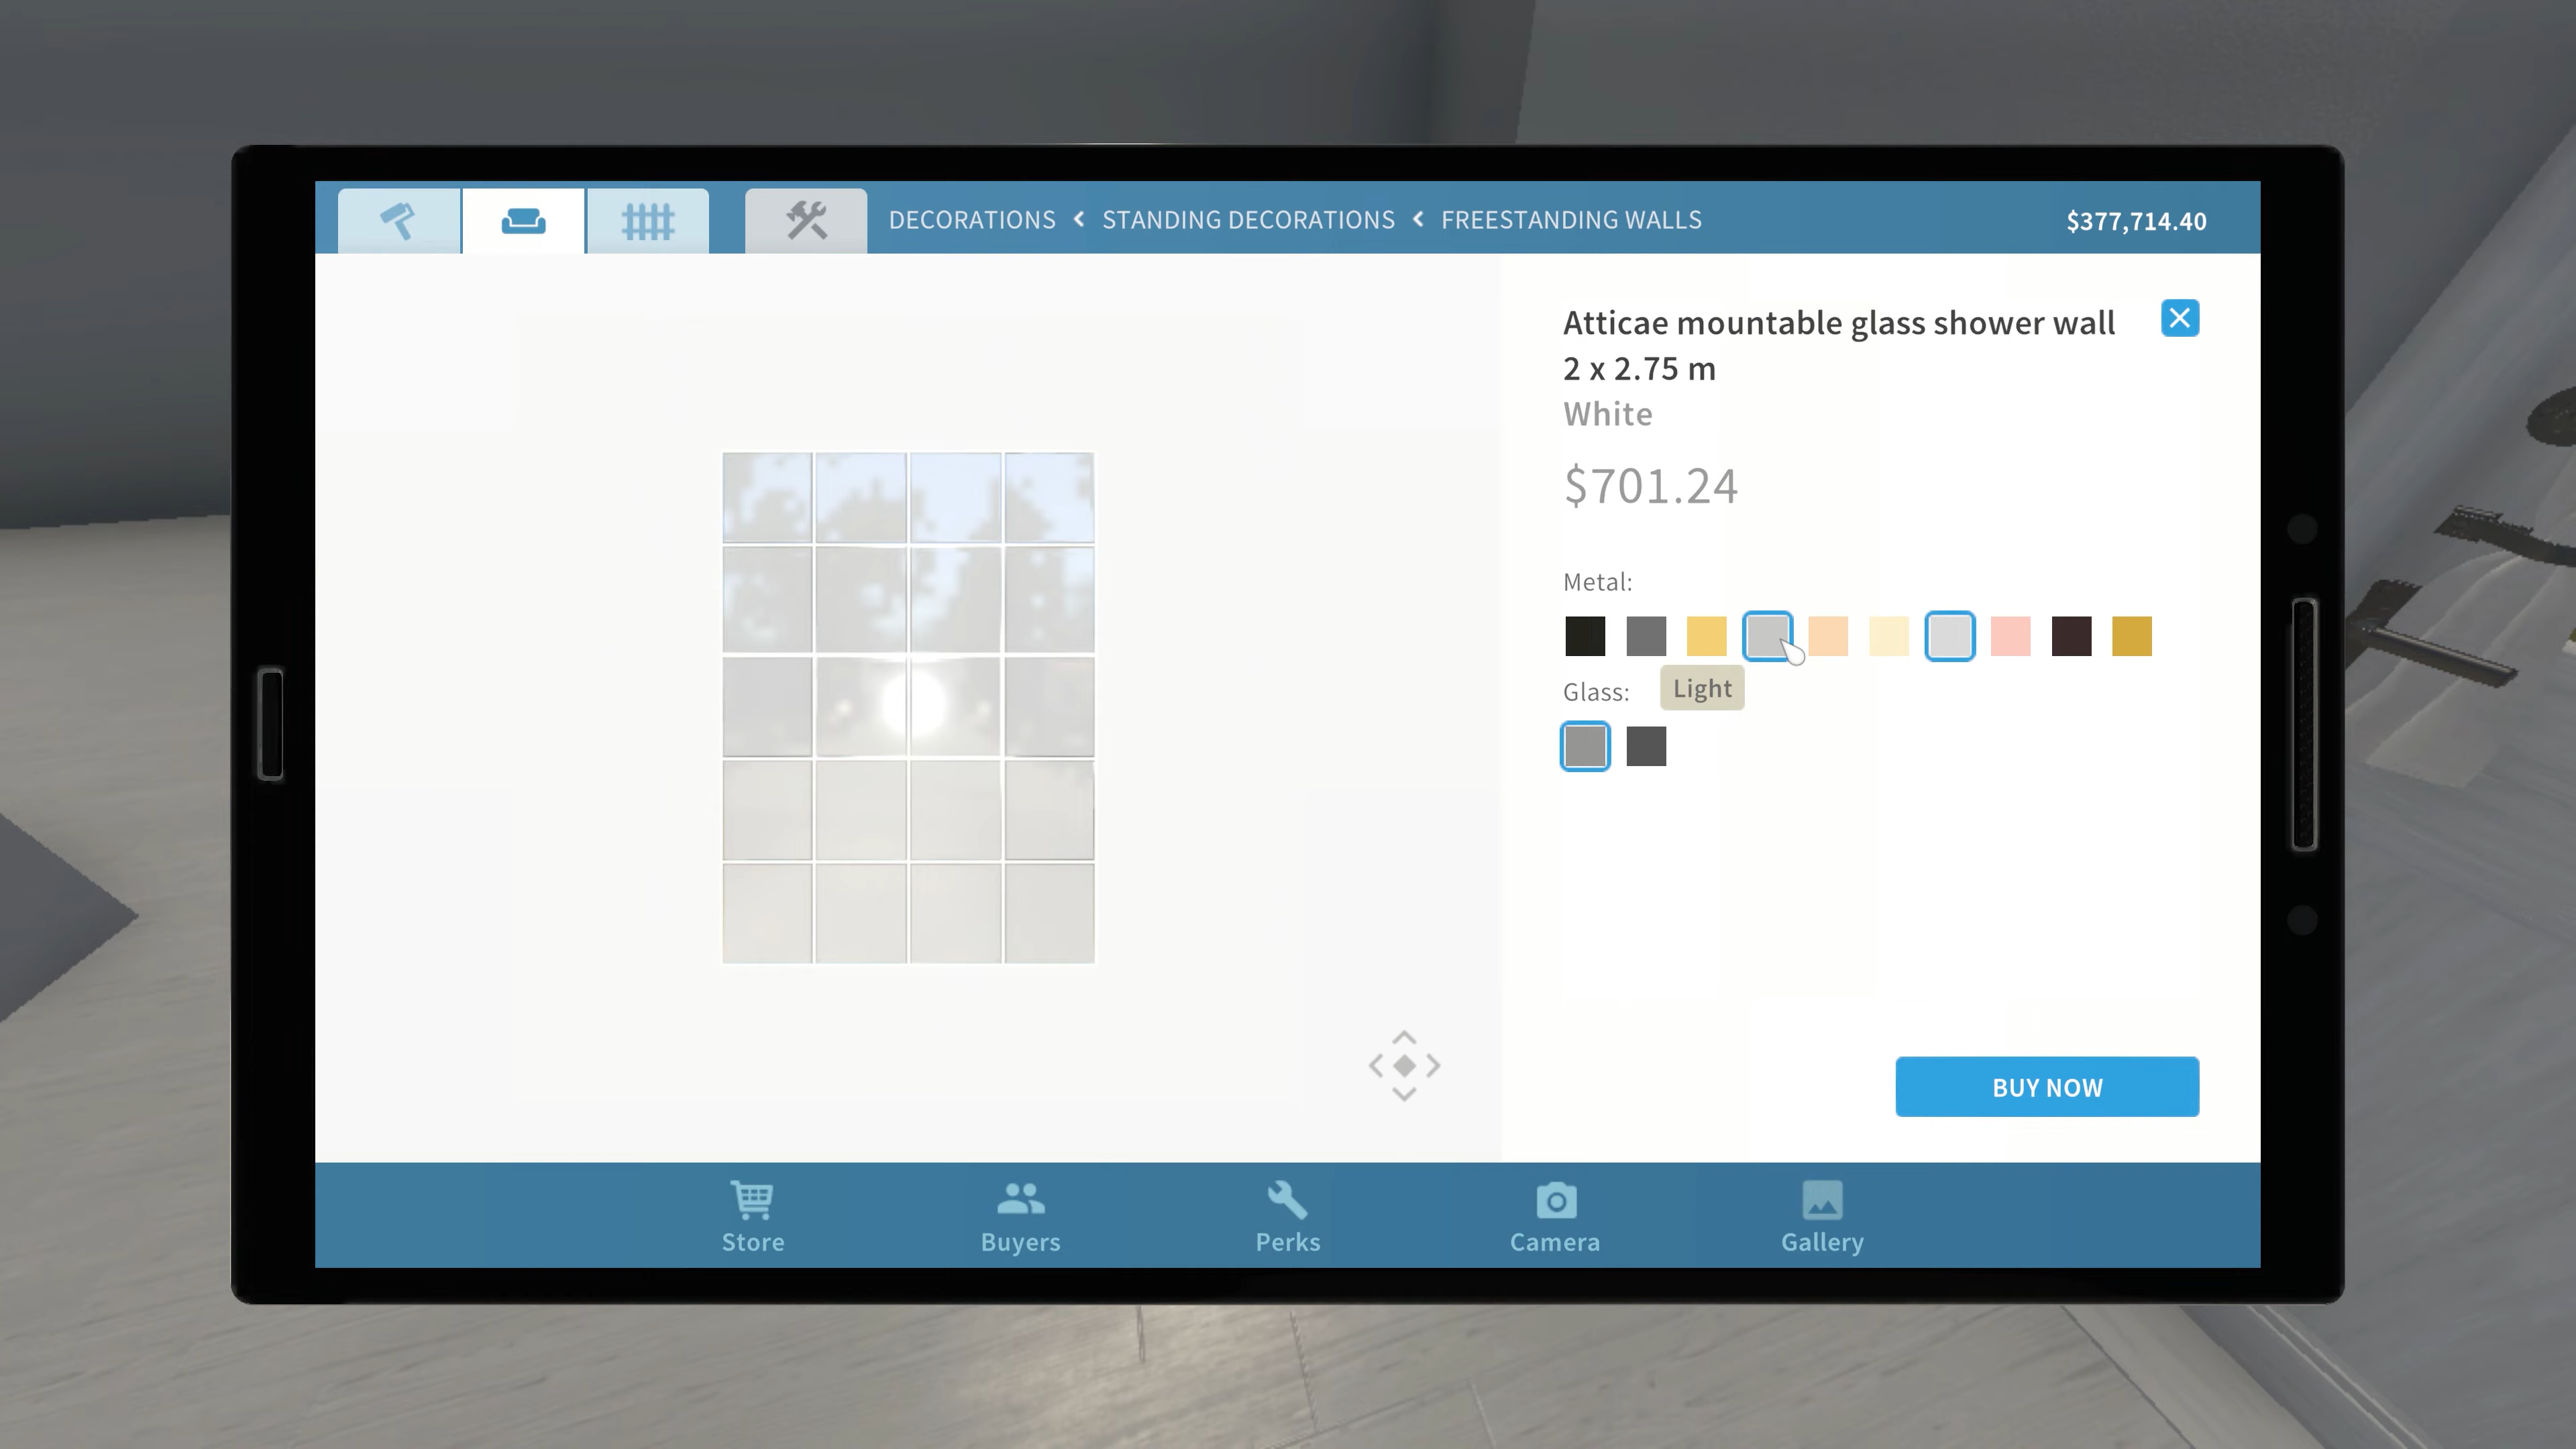 DECORATIONS < STANDING DECORATIONS < FREESTANDING WALLS
$377,714.40
Atticae mountable glass shower wall
2 x 2.75 m
White
$701.24
Metal:
Light
Glass:
BUY NOW
Store
Buyers
Perks
Camera
Gallery